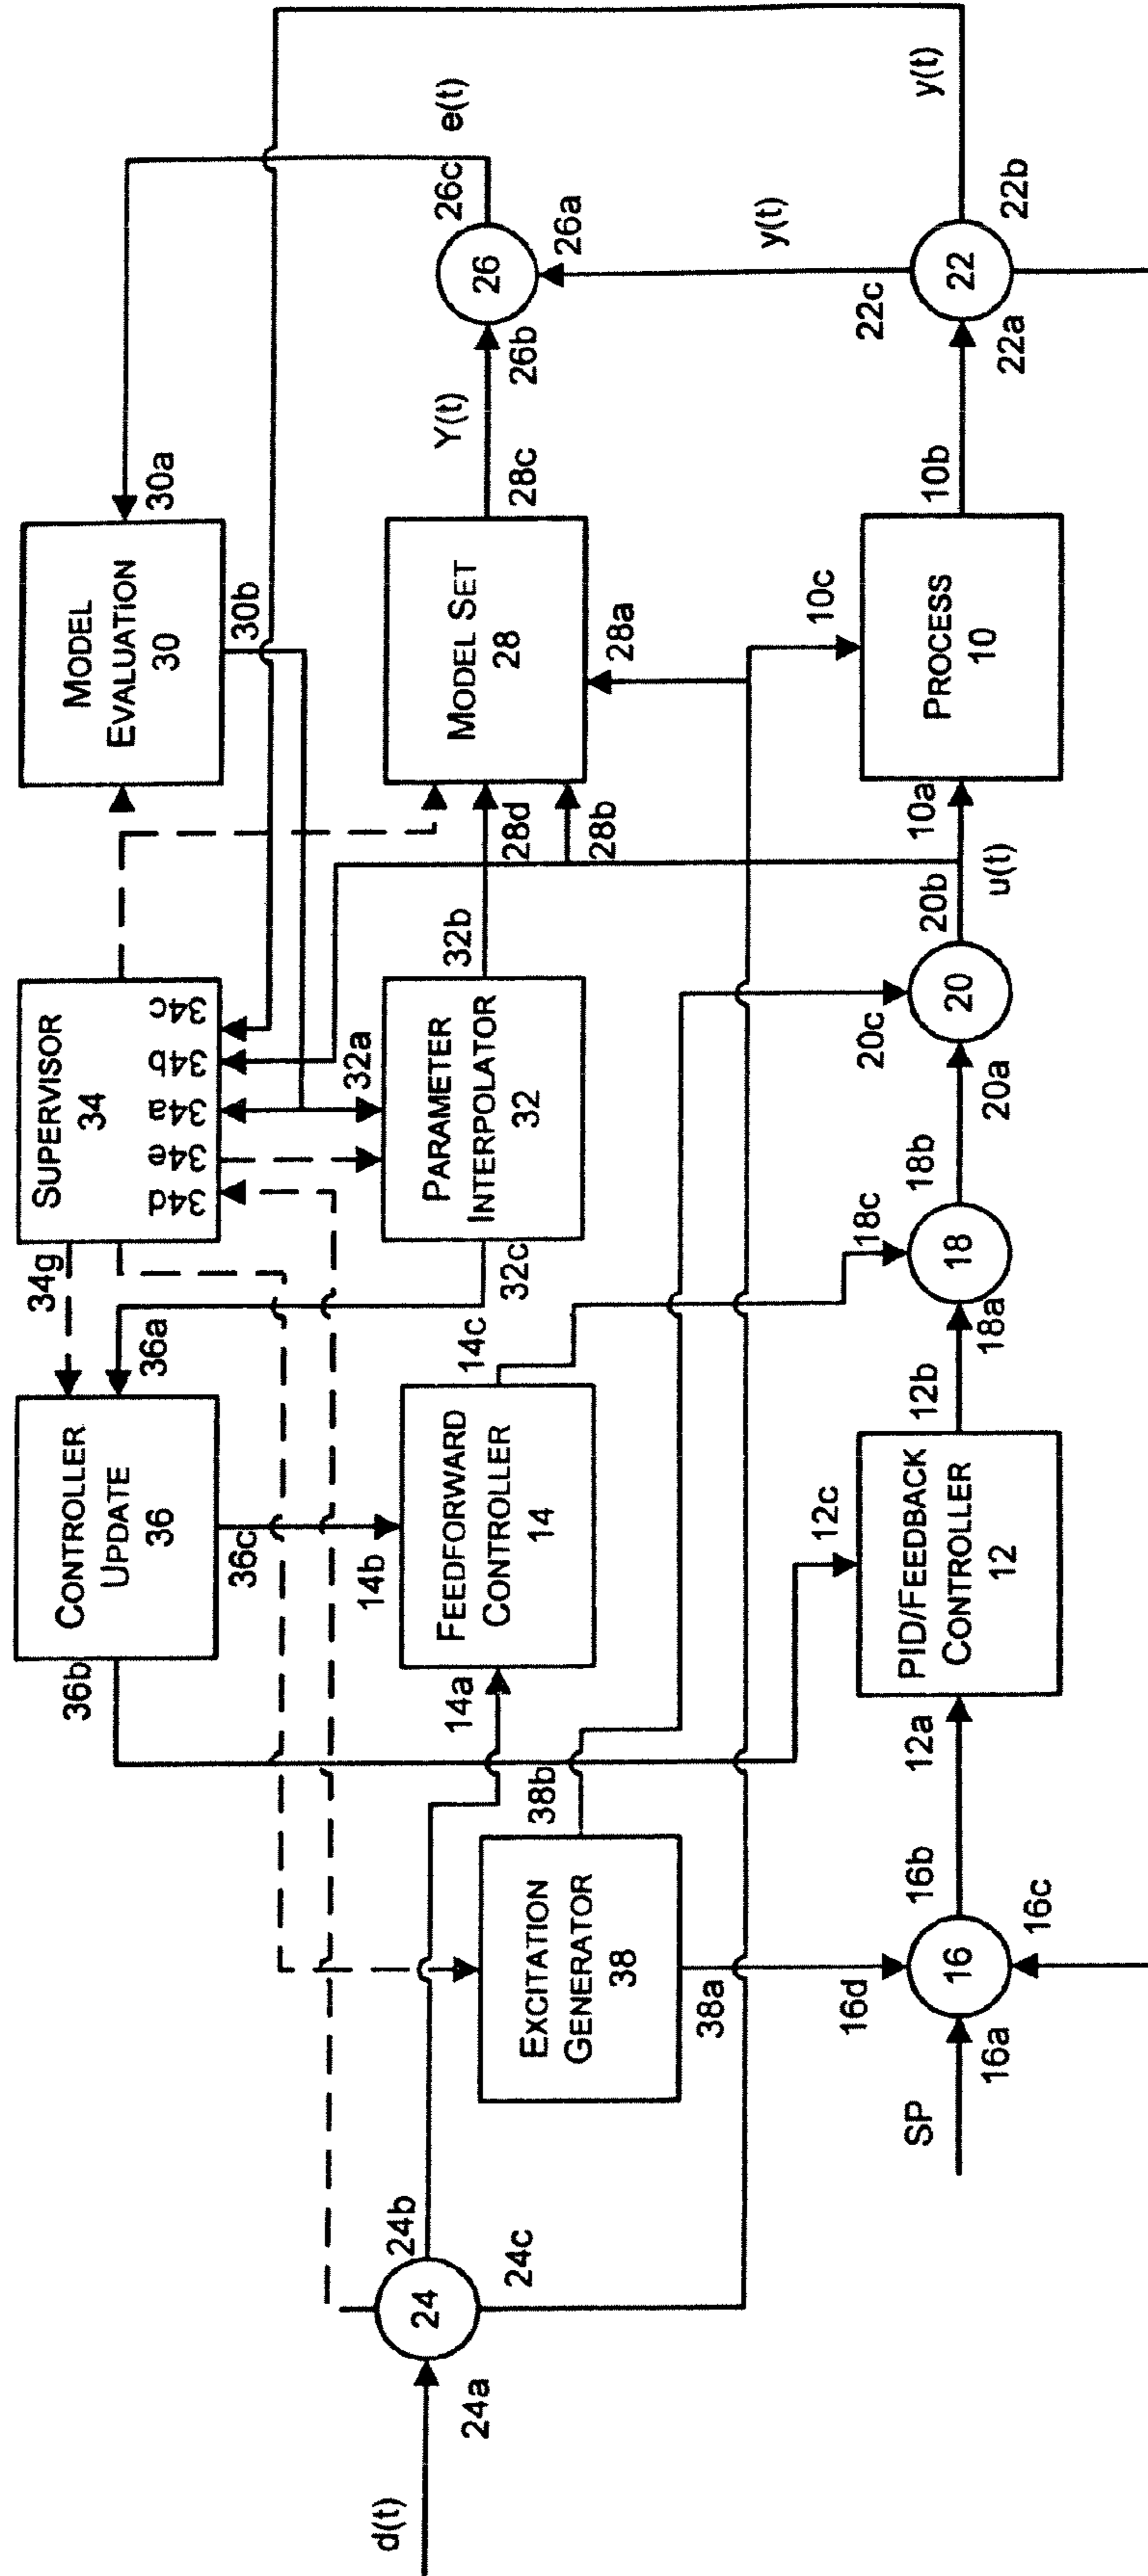 SUPERVISOR
34
34d
34e
34a
34b
34c
34g
MODEL
EVALUATION
30
30a
30b
CONTROLLER
UPDATE
36
36a
36b
36c
PARAMETER
INTERPOLATOR
32
32a
32b
32c
MODEL SET
28
28a
28b
28c
28d
Y(t)
26
26a
26b
26c
e(t)
FEEDFORWARD
CONTROLLER
14
14a
14b
14c
EXCITATION
GENERATOR
38
38a
38b
d(t)
24
24a
24b
24c
SP
16
16a
16b
16c
16d
PID/FEEDBACK
CONTROLLER
12
12a
12b
12c
18
18a
18b
18c
20
20a
20b
20c
u(t)
PROCESS
10
10a
10b
10c
22
22a
22b
22c
y(t)
y(t)